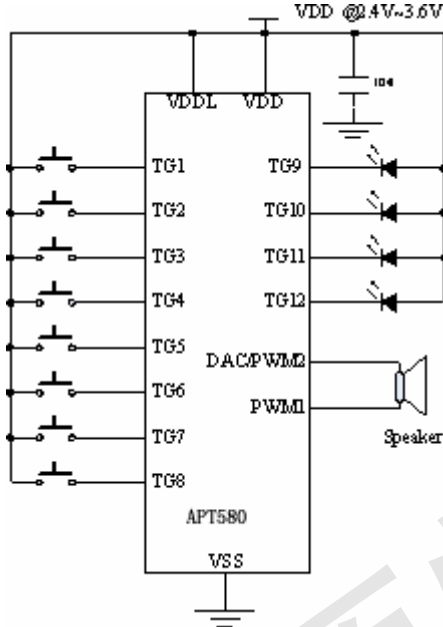 VDD @2.4V~3.6V
104
VDDL VDD
TG1 TG9
TG2 TG10
TG3 TG11
TG4 TG12
TG5
DAC/PWM2
TG6
PWM1
TG7
Speaker
TG8
APT580
VSS